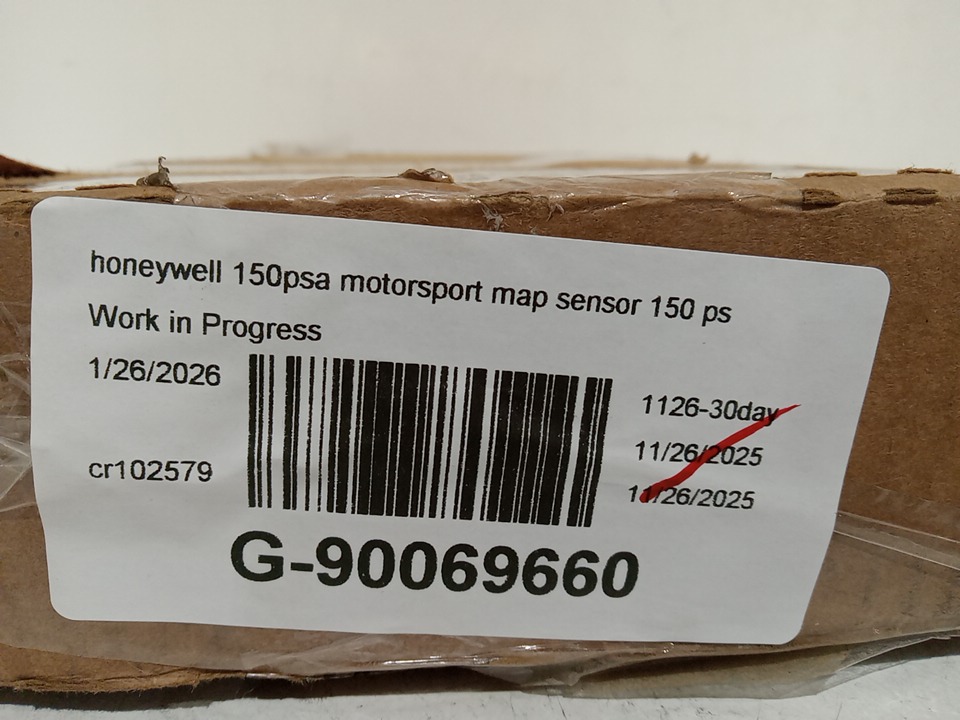 honeywell 150psa motorsport map sensor 150 ps
Work in Progress
1/26/2026
1126-30day
11/26/2025
cr102579
11/26/2025
G-90069660